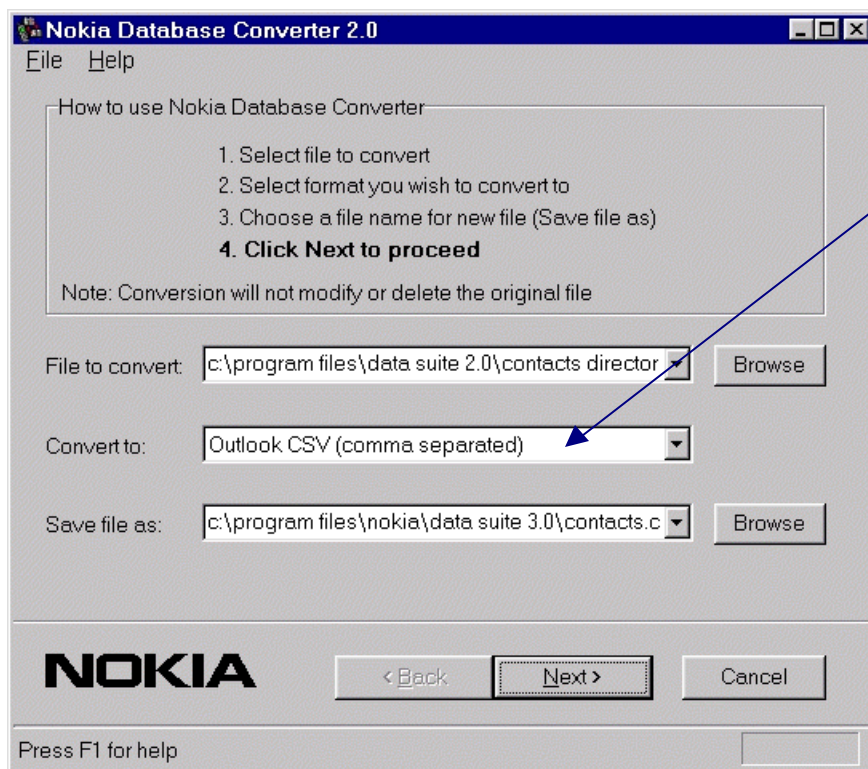 Nokia Database Converter 2.0
File Help
How to use Nokia Database Converter
1. Select file to convert
2. Select format you wish to convert to
3. Choose a file name for new file (Save file as)
4. Click Next to proceed
Note: Conversion will not modify or delete the original file
File to convert: c:\program files\data suite 2.0\contacts director Browse
Convert to: Outlook CSV (comma separated)
Save file as: c:\program files\nokia\data suite 3.0\contacts.c Browse
NOKIA < Back Next > Cancel
Press F1 for help